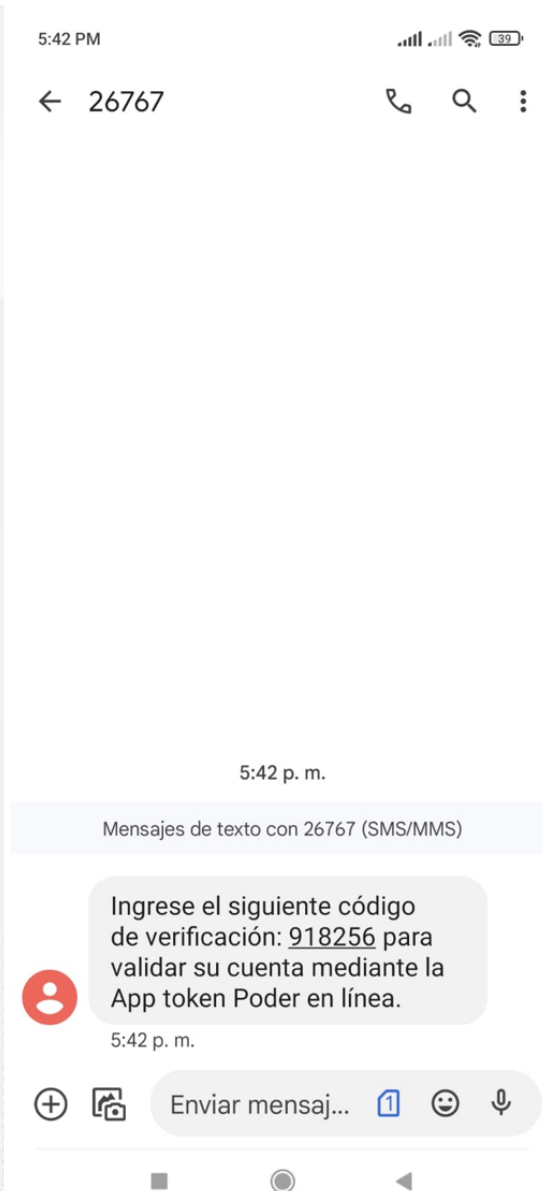 5:42 PM
39
26767
5:42 p. m.
Mensajes de texto con 26767 (SMS/MMS)
Ingrese el siguiente código
de verificación: 918256 para
validar su cuenta mediante la
App token Poder en línea.
5:42 p. m.
Enviar mensaj...
1